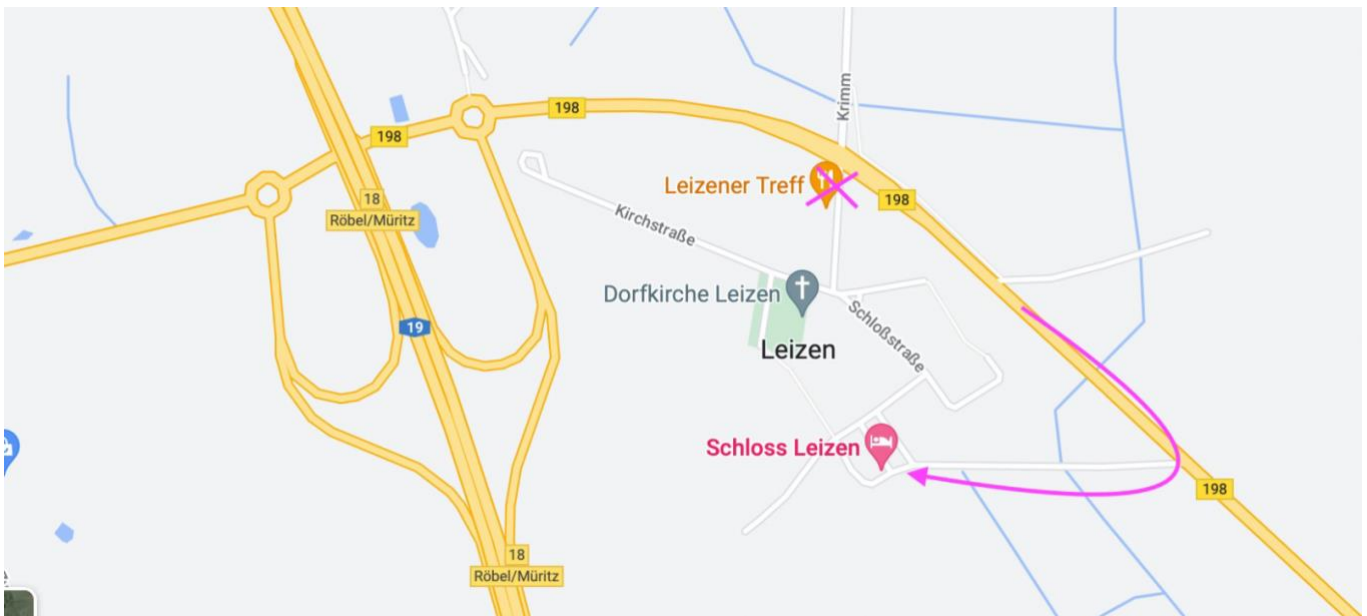 198
198
Krimm
18
Röbel/Müritz
Leizener Treff
198
Kirchstraße
Dorfkirche Leizen
19
Schloßstraße
Leizen
Schloss Leizen
198
18
Röbel/Müritz